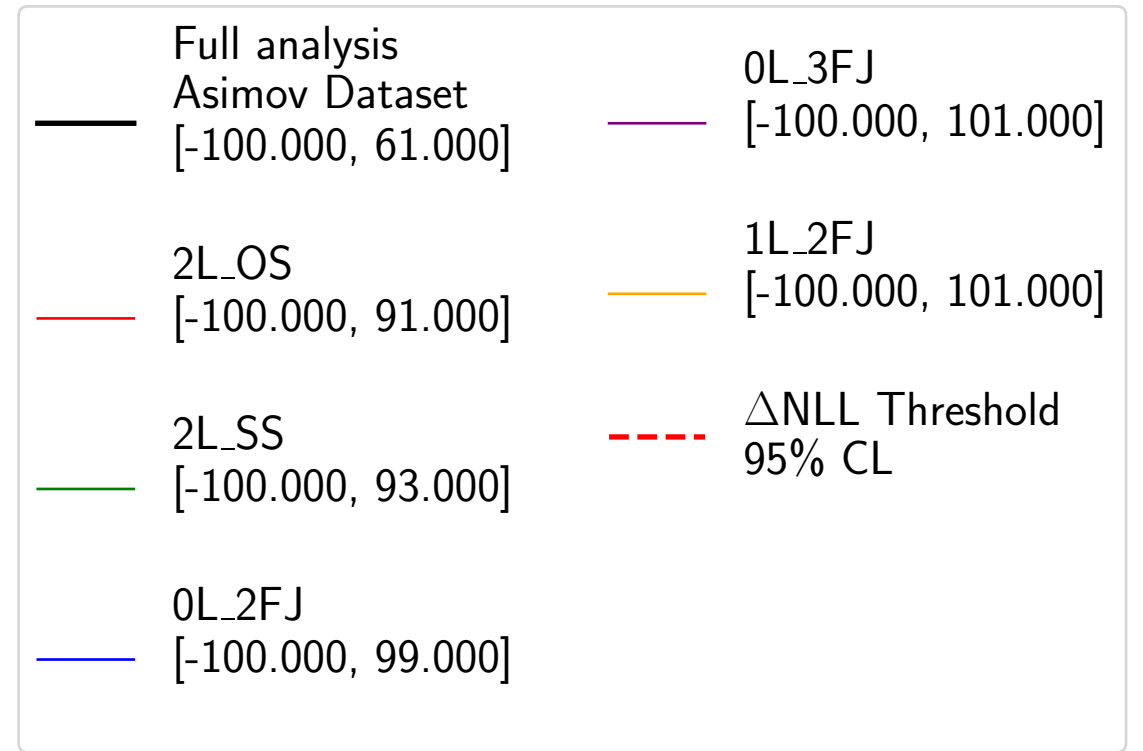 Full analysis
Asimov Dataset
[-100.000, 61.000]
2L_OS
[-100.000, 91.000]
2L_SS
[-100.000, 93.000]
0L_2FJ
[-100.000, 99.000]
0L_3FJ
[-100.000, 101.000]
1L_2FJ
[-100.000, 101.000]
ΔNLL Threshold
95% CL